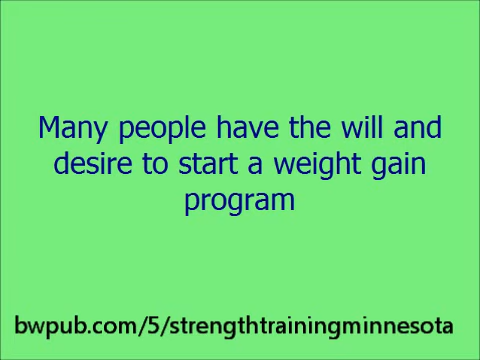 Many people have the will and
desire to start a weight gain
program
bwpub.com/5/strengthtrainingminnesota